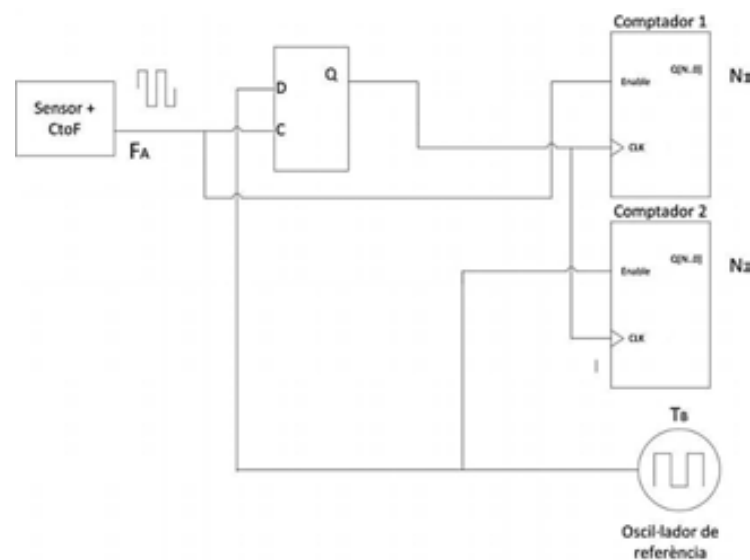 Comptador 1
Q
Q[N..0]
N1
Enable
D
Sensor +
CtoF
FA
C
CLK
Comptador 2
Q[N..0]
N2
Enable
CLK
TB
Oscil·lador de
referència